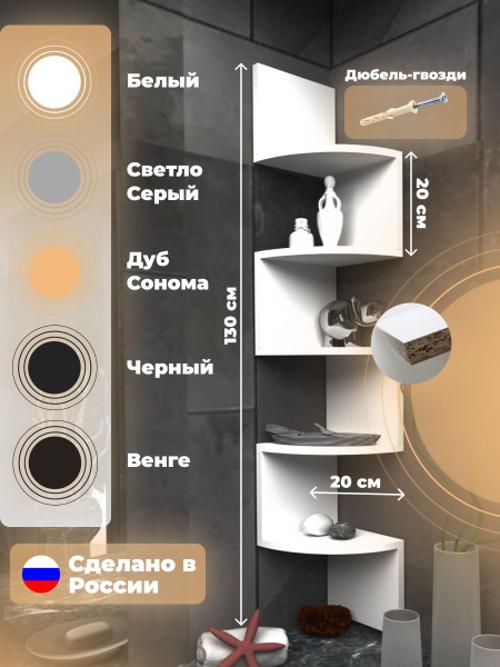 Белый
Дюбель-гвозди
Светло
Серый
20 см
Дуб
Сонома
130 см
Черный
Венге
20 см
Сделано в
России